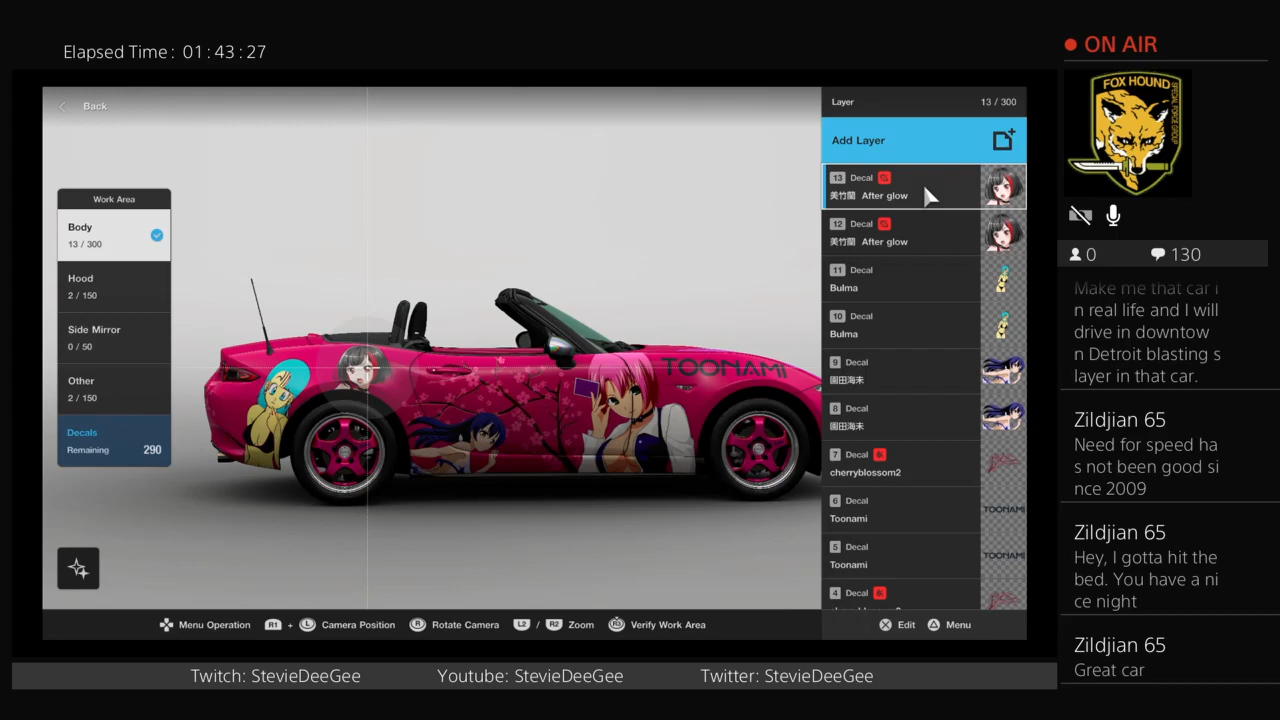 Elapsed Time: 01:43:27
ON AIR
FOX HOUND
SPECIAL FORCE GROUP
Back
Layer 13 / 300
Add Layer
Work Area
Body
13 / 300
Hood
2 / 150
Side Mirror
0 / 50
Other
2 / 150
Decals
Remaining 290
13 Decal
美竹蘭 After glow
12 Decal
美竹蘭 After glow
11 Decal
Bulma
10 Decal
Bulma
9 Decal
園田海未
8 Decal
園田海未
7 Decal
cherryblossom2
6 Decal
Toonami
TOONAMI
5 Decal
Toonami
TOONAMI
4 Decal
TOONAMI
Menu Operation R1 + L Camera Position R Rotate Camera L2 / R2 Zoom R3 Verify Work Area
Edit Menu
0 130
Make me that car i
n real life and I will
drive in downtow
n Detroit blasting s
layer in that car.
Zildjian 65
Need for speed ha
s not been good si
nce 2009
Zildjian 65
Hey, I gotta hit the
bed. You have a ni
ce night
Zildjian 65
Great car
Twitch: StevieDeeGee Youtube: StevieDeeGee Twitter: StevieDeeGee